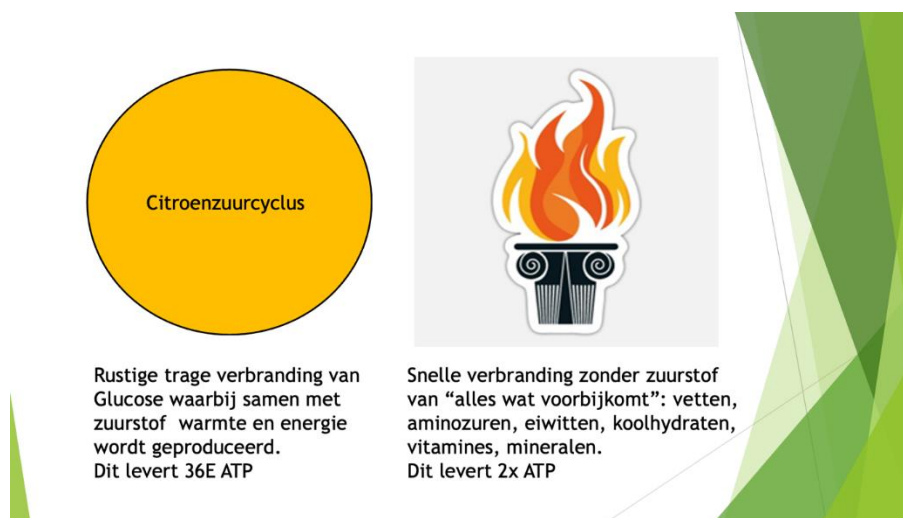 Citroenzuurcyclus
Rustige trage verbranding van
Glucose waarbij samen met
zuurstof warmte en energie
wordt geproduceerd.
Dit levert 36E ATP
Snelle verbranding zonder zuurstof
van “alles wat voorbijkomt”: vetten,
aminozuren, eiwitten, koolhydraten,
vitamines, mineralen.
Dit levert 2x ATP